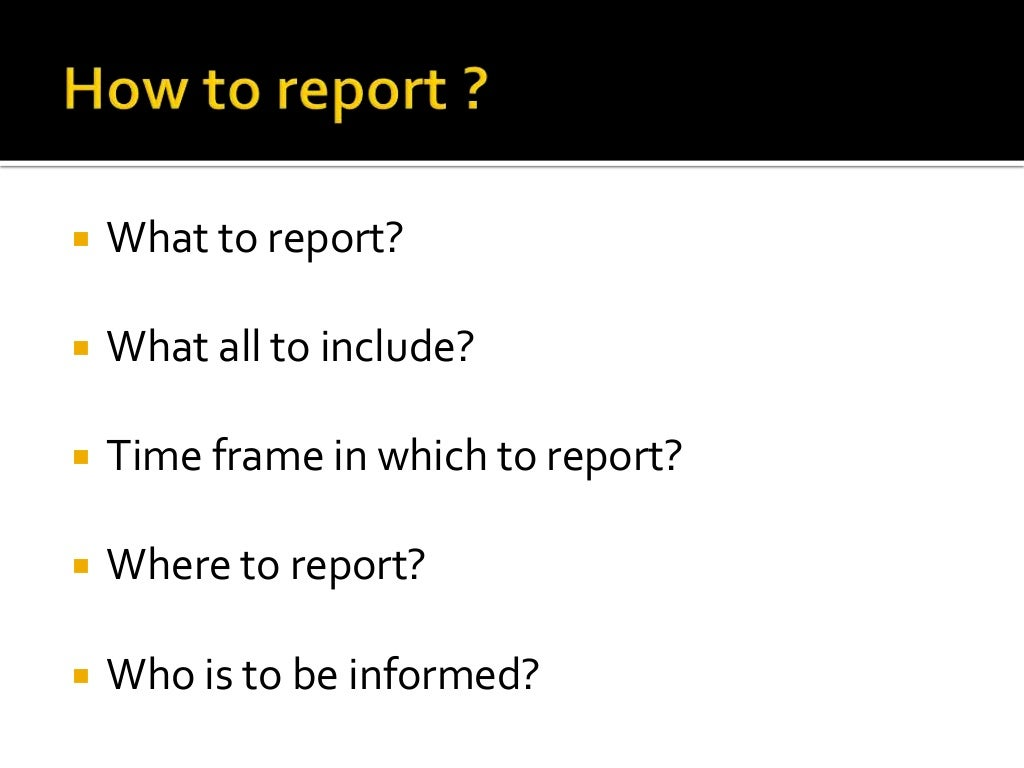 How to report ?
What to report?
What all to include?
Time frame in which to report?
Where to report?
Who is to be informed?